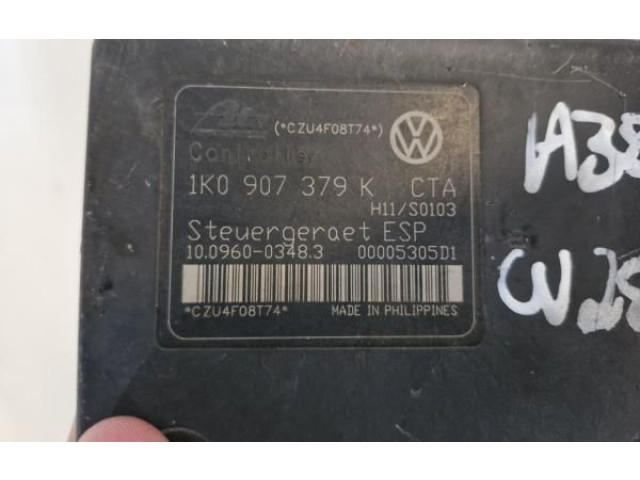 Ate (*CZU4F08T74*)
Controller
1K0 907 379 K CTA
H11/S0103
Steuergeraet ESP
10.0960-0348.3 00005305D1
*CZU4F08T74* MADE IN PHILIPPINES